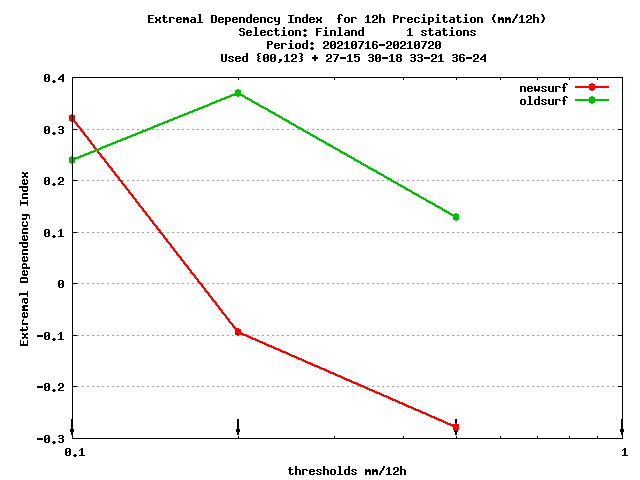 Extremal Dependency Index  for 12h Precipitation (mm/12h)
Selection: Finland      1 stations
Period: 20210716-20210720
Used {00,12} + 27-15 30-18 33-21 36-24
newsurf
oldsurf
Extremal Dependency Index
0.4
0.3
0.2
0.1
0
-0.1
-0.2
-0.3
0.1
1
thresholds mm/12h